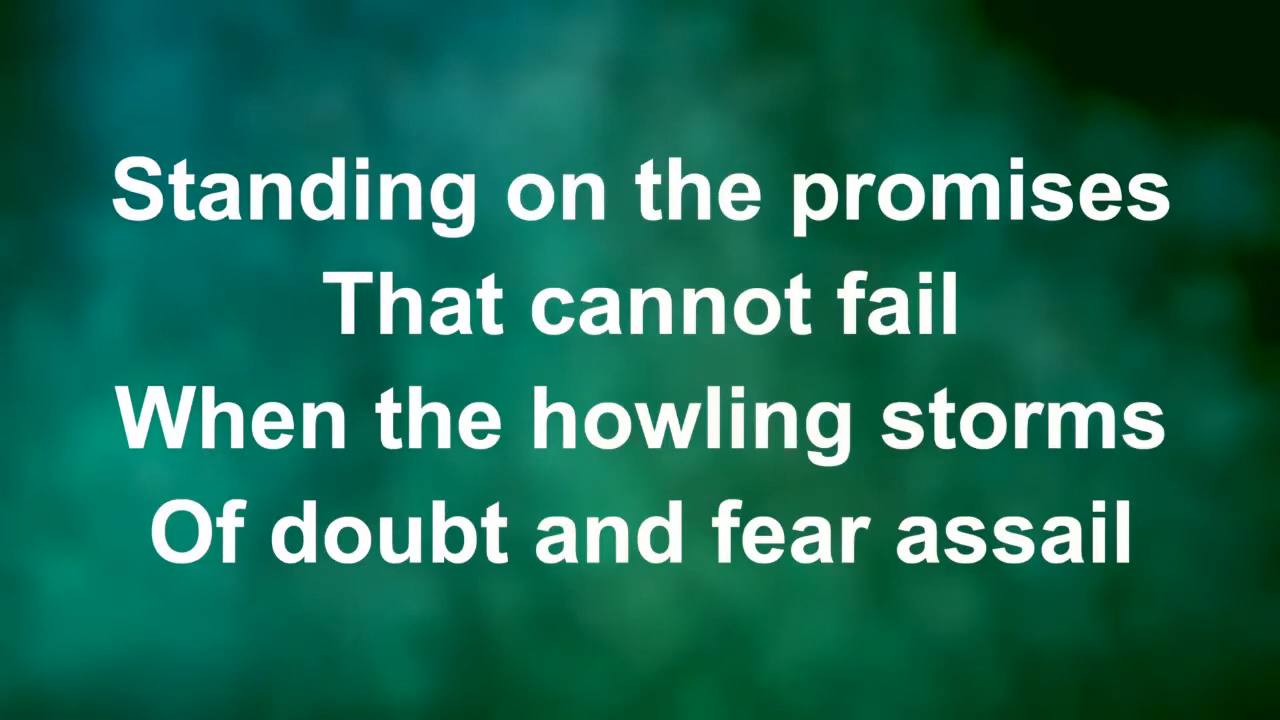 Standing on the promises
That cannot fail
When the howling storms
Of doubt and fear assail